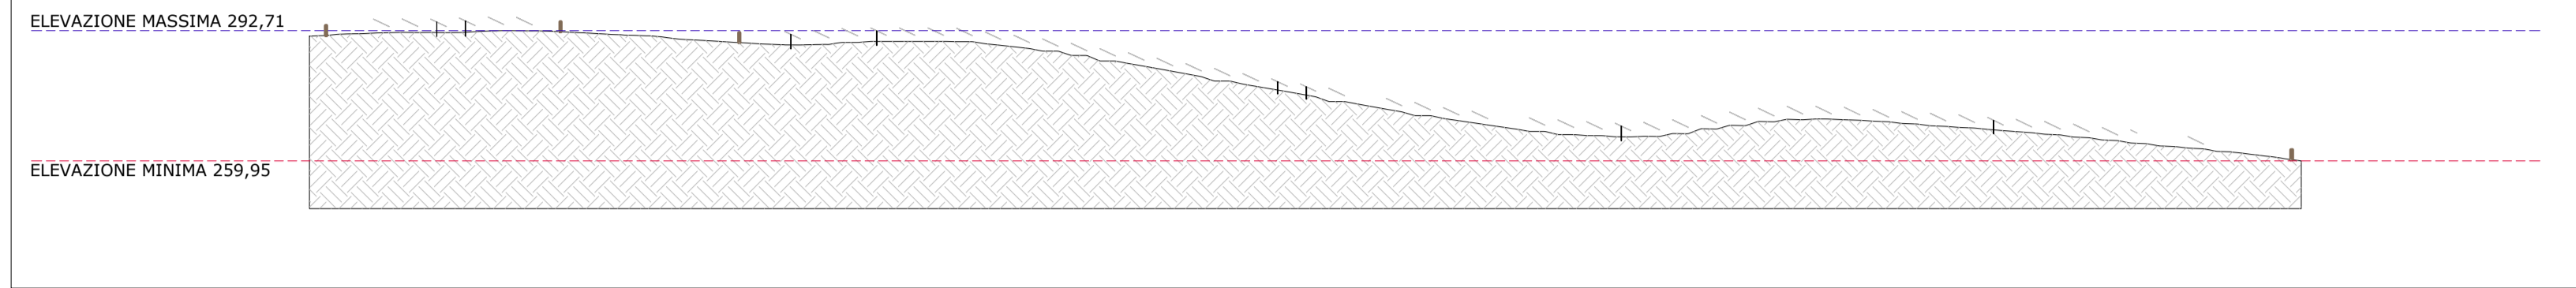 ELEVAZIONE MASSIMA 292,71
ELEVAZIONE MINIMA 259,95